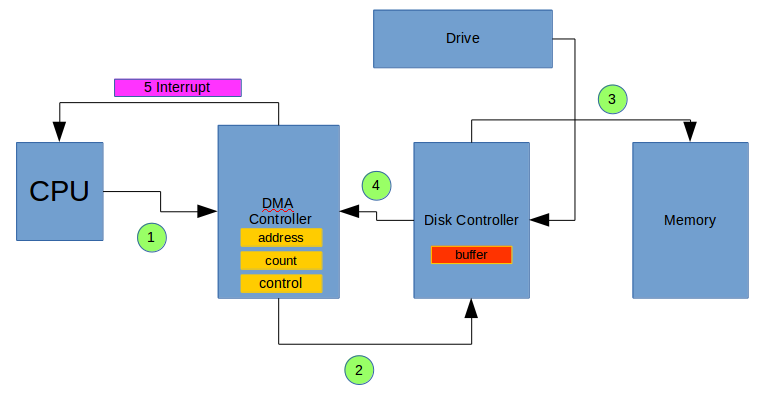 Drive
5 Interrupt
3
CPU
1
DMA
Controller
address
count
control
4
Disk Controller
buffer
Memory
2